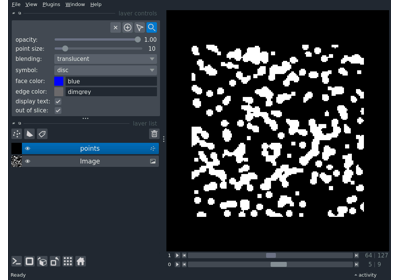 File View Plugins Window Help
layer controls
opacity: 1.00
point size: 10
blending: translucent
symbol: disc
face color: blue
edge color: dimgrey
display text:
out of slice:
layer list
points
Image
1 64 127
0 5 9
Ready activity